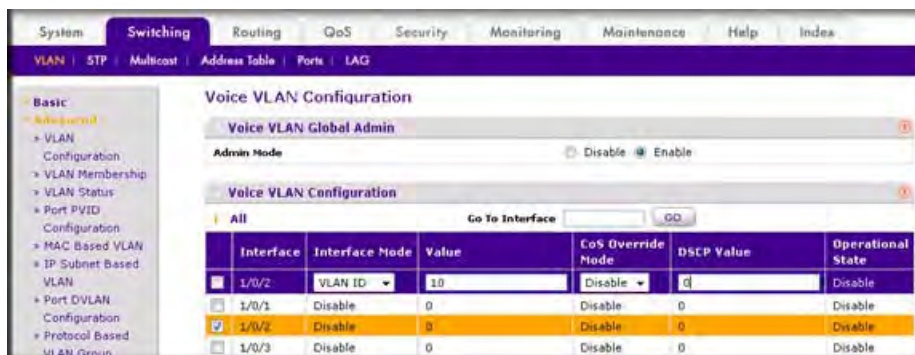 System Switching Routing QoS Security Monitoring Maintenance Help Index
VLAN | STP | Multicast | Address Table | Ports | LAG
Basic
Advanced
» VLAN
Configuration
» VLAN Membership
» VLAN Status
» Port PVID
Configuration
» MAC Based VLAN
» IP Subnet Based
VLAN
» Port DVLAN
Configuration
» Protocol Based
VLAN Group
Voice VLAN Configuration
Voice VLAN Global Admin
Admin Mode Disable Enable
Voice VLAN Configuration
1 All Go To Interface GO
Interface Interface Mode Value CoS Override Mode DSCP Value Operational State
1/0/2 VLAN ID 10 Disable 0 Disable
1/0/1 Disable 0 Disable 0 Disable
1/0/2 Disable 0 Disable 0 Disable
1/0/3 Disable 0 Disable 0 Disable